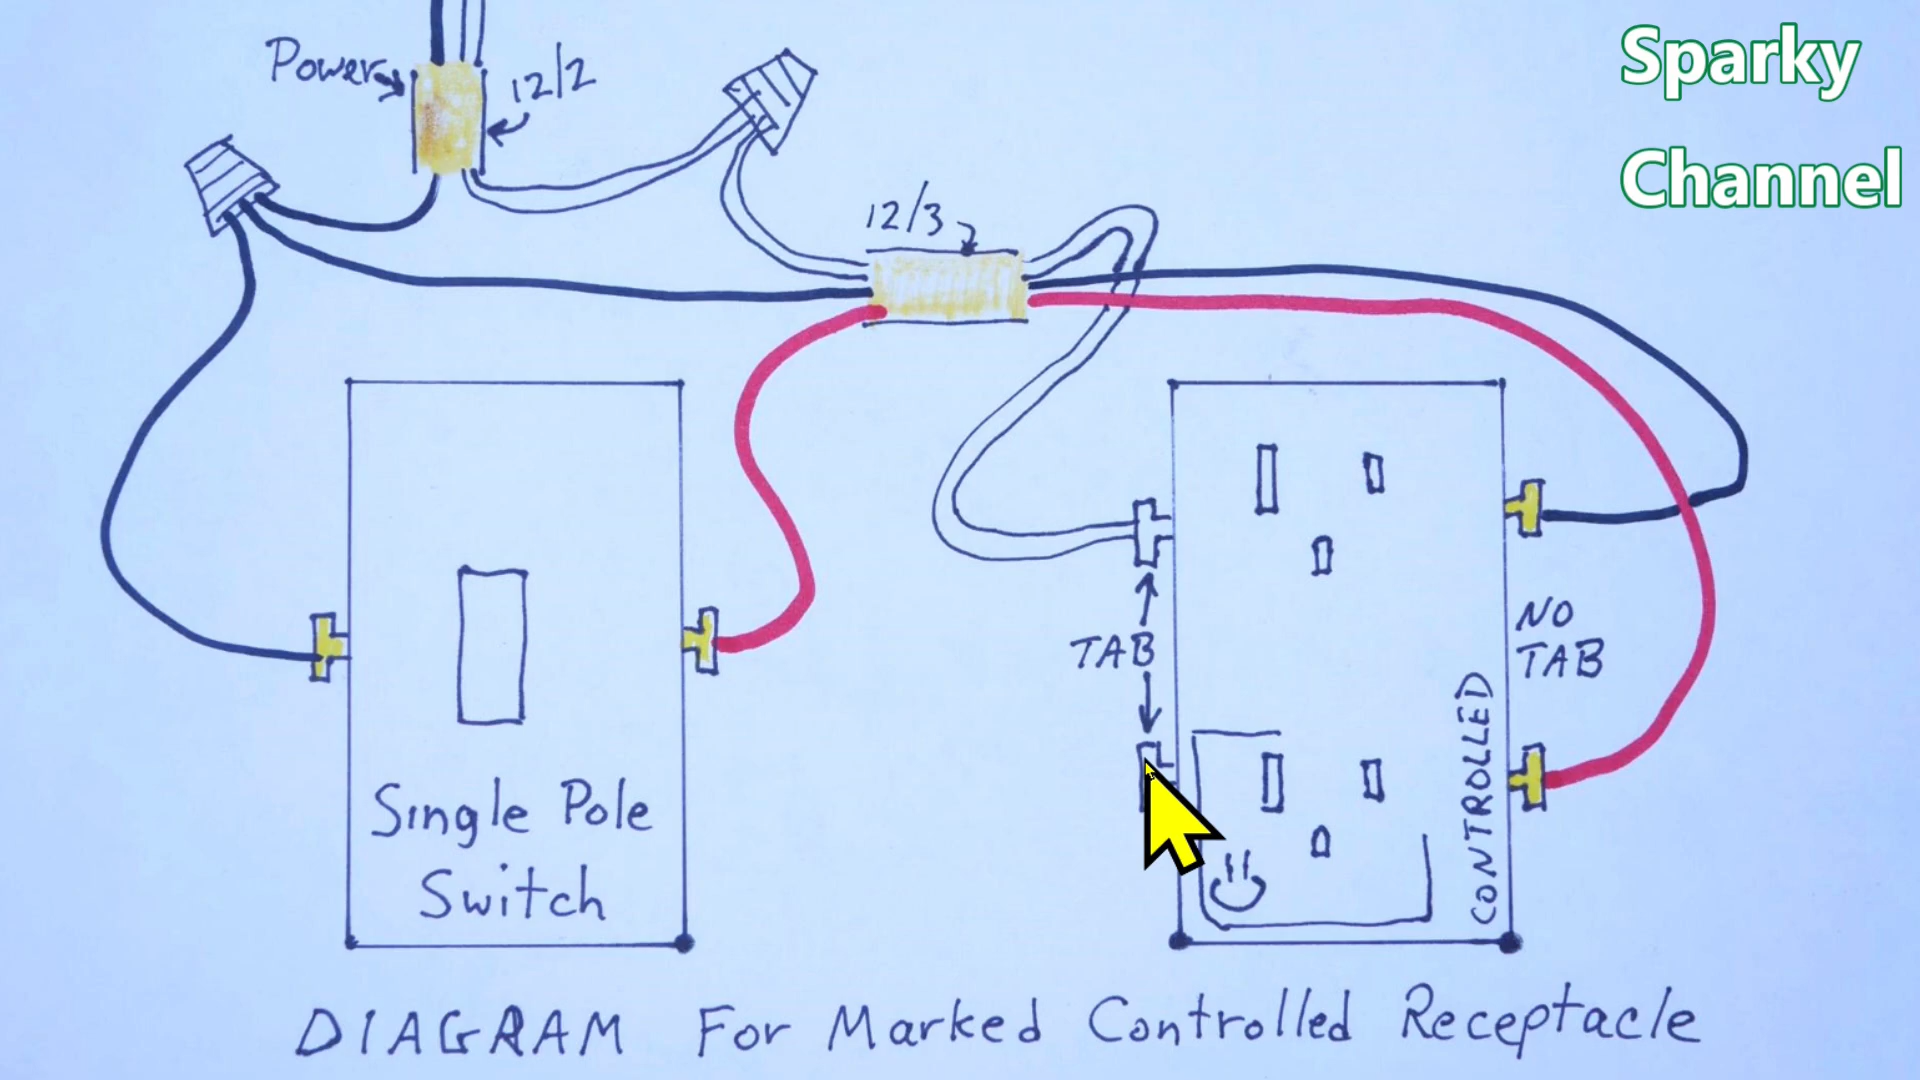 Sparky
Channel
Power
12/2
12/3
TAB
NO
TAB
CONTROLLED
Single Pole
Switch
DIAGRAM For Marked Controlled Receptacle